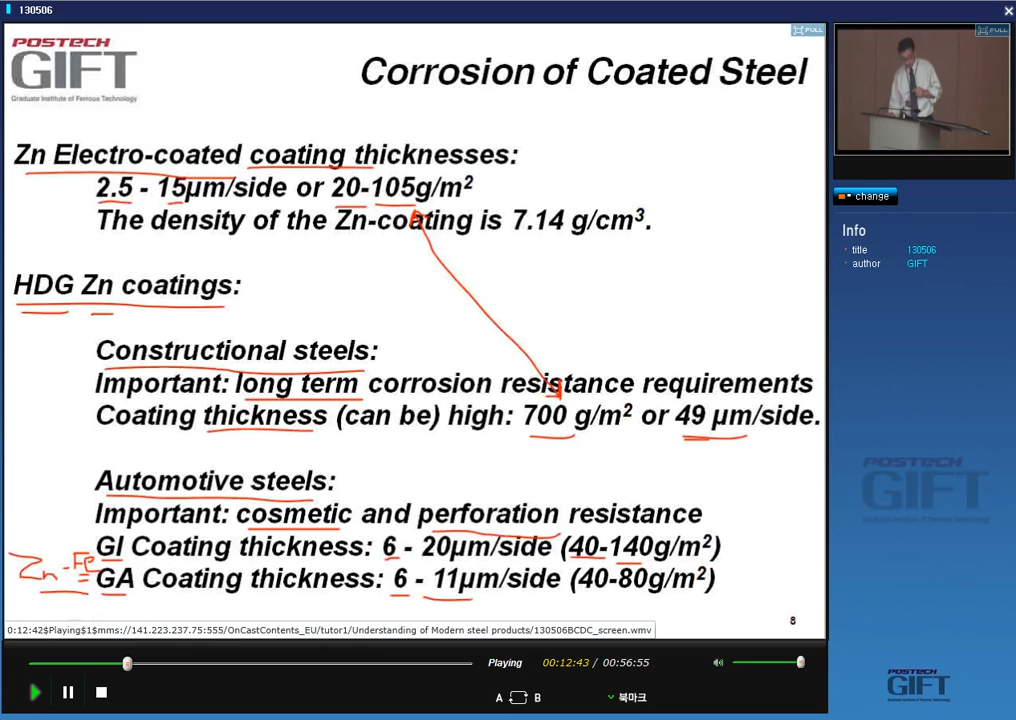 130506
POSTECH
GIFT
Graduate Institute of Ferrous Technology
Corrosion of Coated Steel
FULL
FULL
Zn Electro-coated coating thicknesses:
2.5 - 15µm/side or 20-105g/m²
The density of the Zn-coating is 7.14 g/cm³.
HDG Zn coatings:
Constructional steels:
Important: long term corrosion resistance requirements
Coating thickness (can be) high: 700 g/m² or 49 µm/side.
Automotive steels:
Important: cosmetic and perforation resistance
GI Coating thickness: 6 - 20µm/side (40-140g/m²)
Zn-Fe
GA Coating thickness: 6 - 11µm/side (40-80g/m²)
8
0:12:42$Playing$1$mms://141.223.237.75:555/OnCastContents_EU/tutor1/Understanding of Modern steel products/130506BCDC_screen.wmv
change
Info
title 130506
author GIFT
POSTECH
GIFT
Playing 00:12:43 / 00:56:55
A B 북마크
POSTECH
GIFT